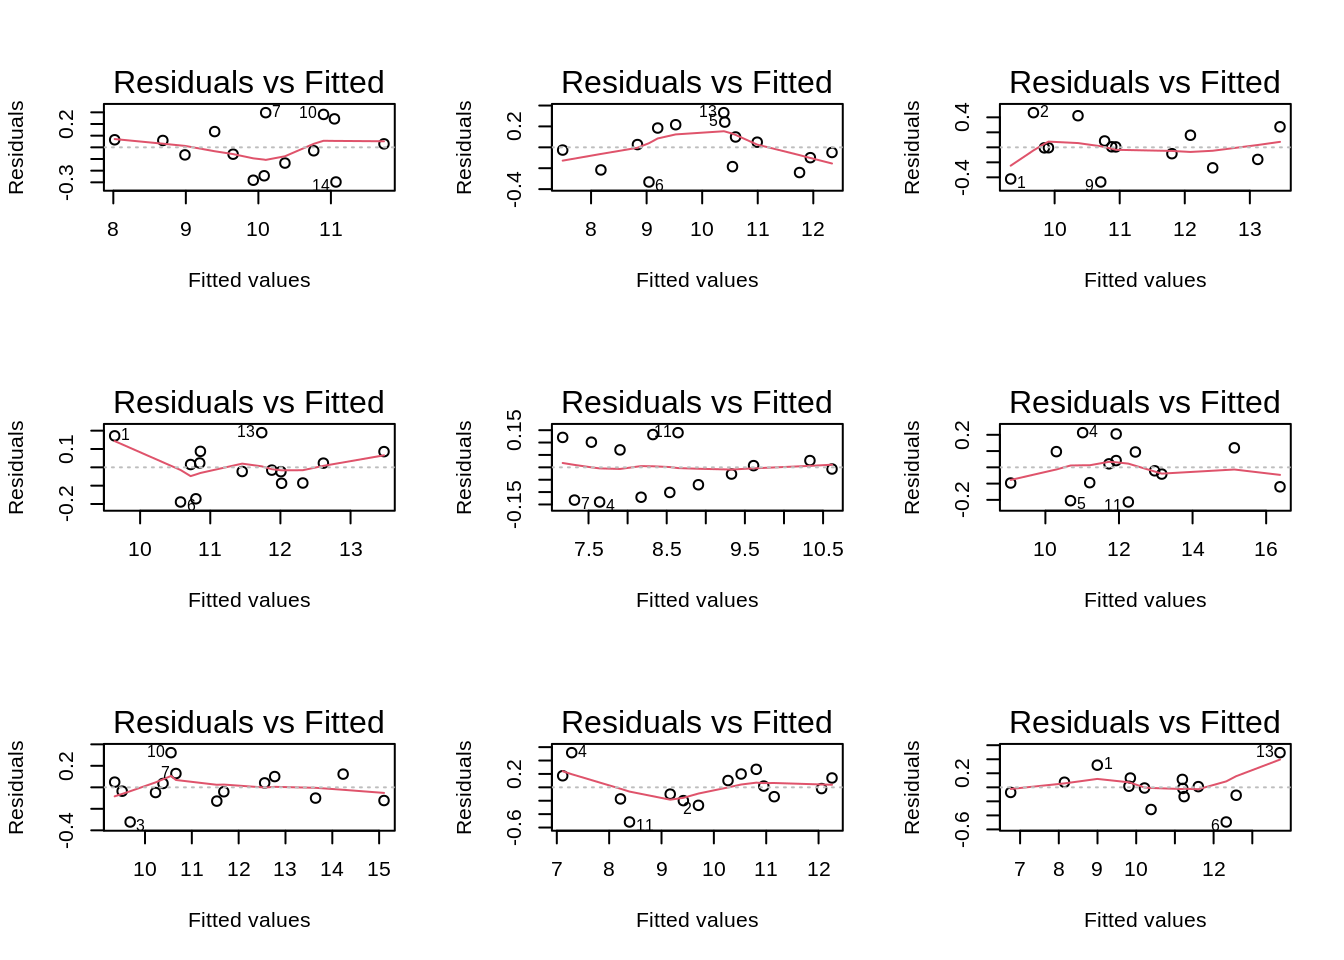 Residuals vs Fitted
Residuals
0.2
-0.3
7
10
14
8 9 10 11
Fitted values
Residuals vs Fitted
Residuals
0.2
-0.4
13
5
6
8 9 10 11 12
Fitted values
Residuals vs Fitted
Residuals
0.4
-0.4
2
1
9
10 11 12 13
Fitted values
Residuals vs Fitted
Residuals
0.1
-0.2
1
13
6
10 11 12 13
Fitted values
Residuals vs Fitted
Residuals
0.15
-0.15
11
7
4
7.5 8.5 9.5 10.5
Fitted values
Residuals vs Fitted
Residuals
0.2
-0.2
4
5
11
10 12 14 16
Fitted values
Residuals vs Fitted
Residuals
0.2
-0.4
10
7
3
10 11 12 13 14 15
Fitted values
Residuals vs Fitted
Residuals
0.2
-0.6
4
2
11
7 8 9 10 11 12
Fitted values
Residuals vs Fitted
Residuals
0.2
-0.6
13
1
6
7 8 9 10 12
Fitted values